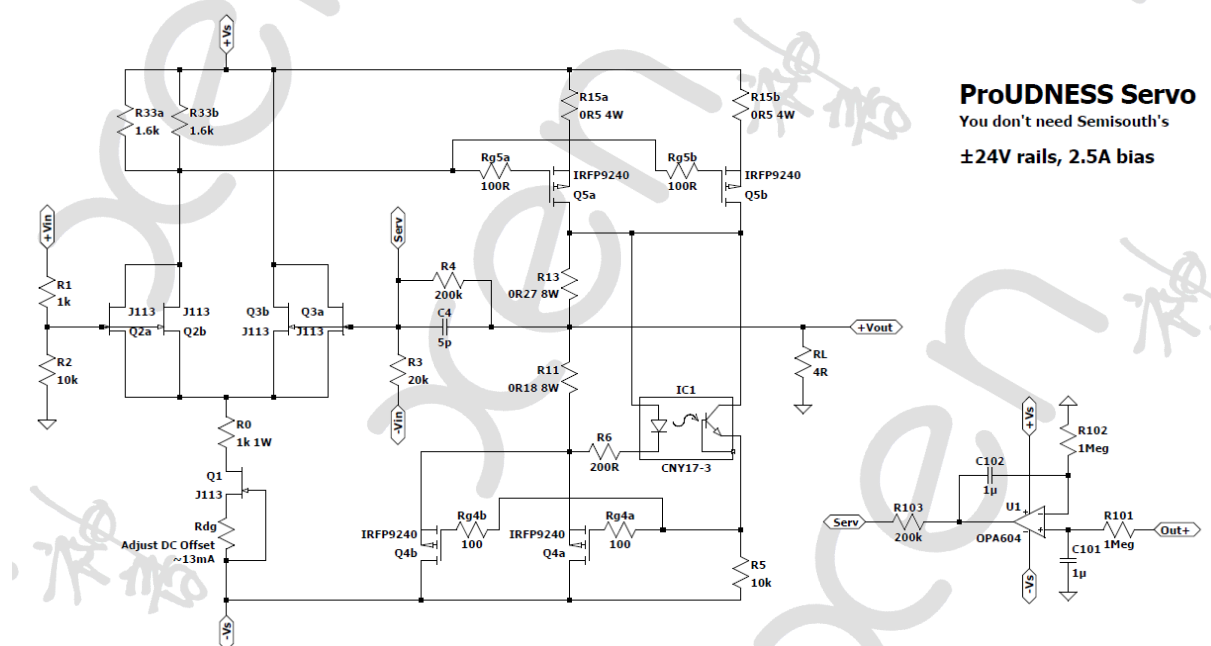 ProUDNESS Servo
You don't need Semisouth's
±24V rails, 2.5A bias
+Vs
R33a
1.6k
R33b
1.6k
R15a
0R5 4W
R15b
0R5 4W
Rg5a
100R
IRFP9240
Q5a
Rg5b
100R
IRFP9240
Q5b
+Vin
R1
1k
R2
10k
J113
Q2a
J113
Q2b
Q3b
J113
Q3a
J113
Serv
R4
200k
C4
5p
R3
20k
-Vin
R13
0R27 8W
R11
0R18 8W
+Vout
RL
4R
IC1
CNY17-3
R6
200R
R0
1k 1W
Q1
J113
Rdg
Adjust DC Offset
~13mA
-Vs
IRFP9240
Q4b
Rg4b
100
IRFP9240
Q4a
Rg4a
100
R5
10k
Serv
R103
200k
C102
1µ
U1
OPA604
+Vs
-Vs
R102
1Meg
R101
1Meg
C101
1µ
Out+
xen